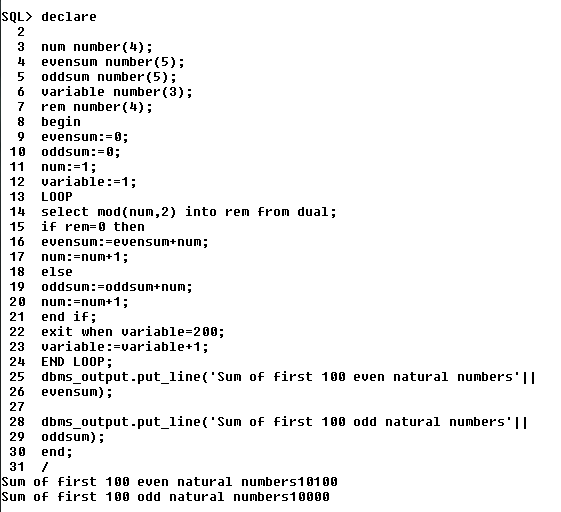 SQL> declare
2
3 num number(4);
4 evensum number(5);
5 oddsum number(5);
6 variable number(3);
7 rem number(4);
8 begin
9 evensum:=0;
10 oddsum:=0;
11 num:=1;
12 variable:=1;
13 LOOP
14 select mod(num,2) into rem from dual;
15 if rem=0 then
16 evensum:=evensum+num;
17 num:=num+1;
18 else
19 oddsum:=oddsum+num;
20 num:=num+1;
21 end if;
22 exit when variable=200;
23 variable:=variable+1;
24 END LOOP;
25 dbms_output.put_line('Sum of first 100 even natural numbers'||
26 evensum);
27
28 dbms_output.put_line('Sum of first 100 odd natural numbers'||
29 oddsum);
30 end;
31 /
Sum of first 100 even natural numbers10100
Sum of first 100 odd natural numbers10000